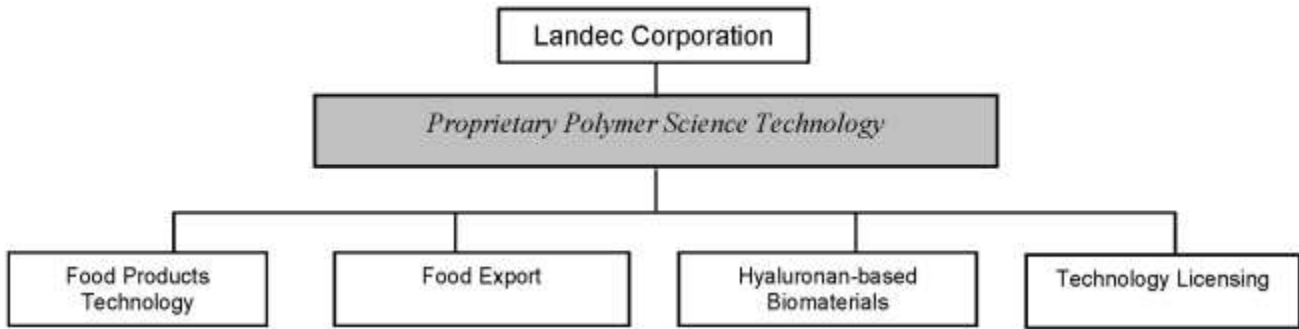 Landec Corporation
Proprietary Polymer Science Technology
Food Products
Technology
Food Export
Hyaluronan-based
Biomaterials
Technology Licensing